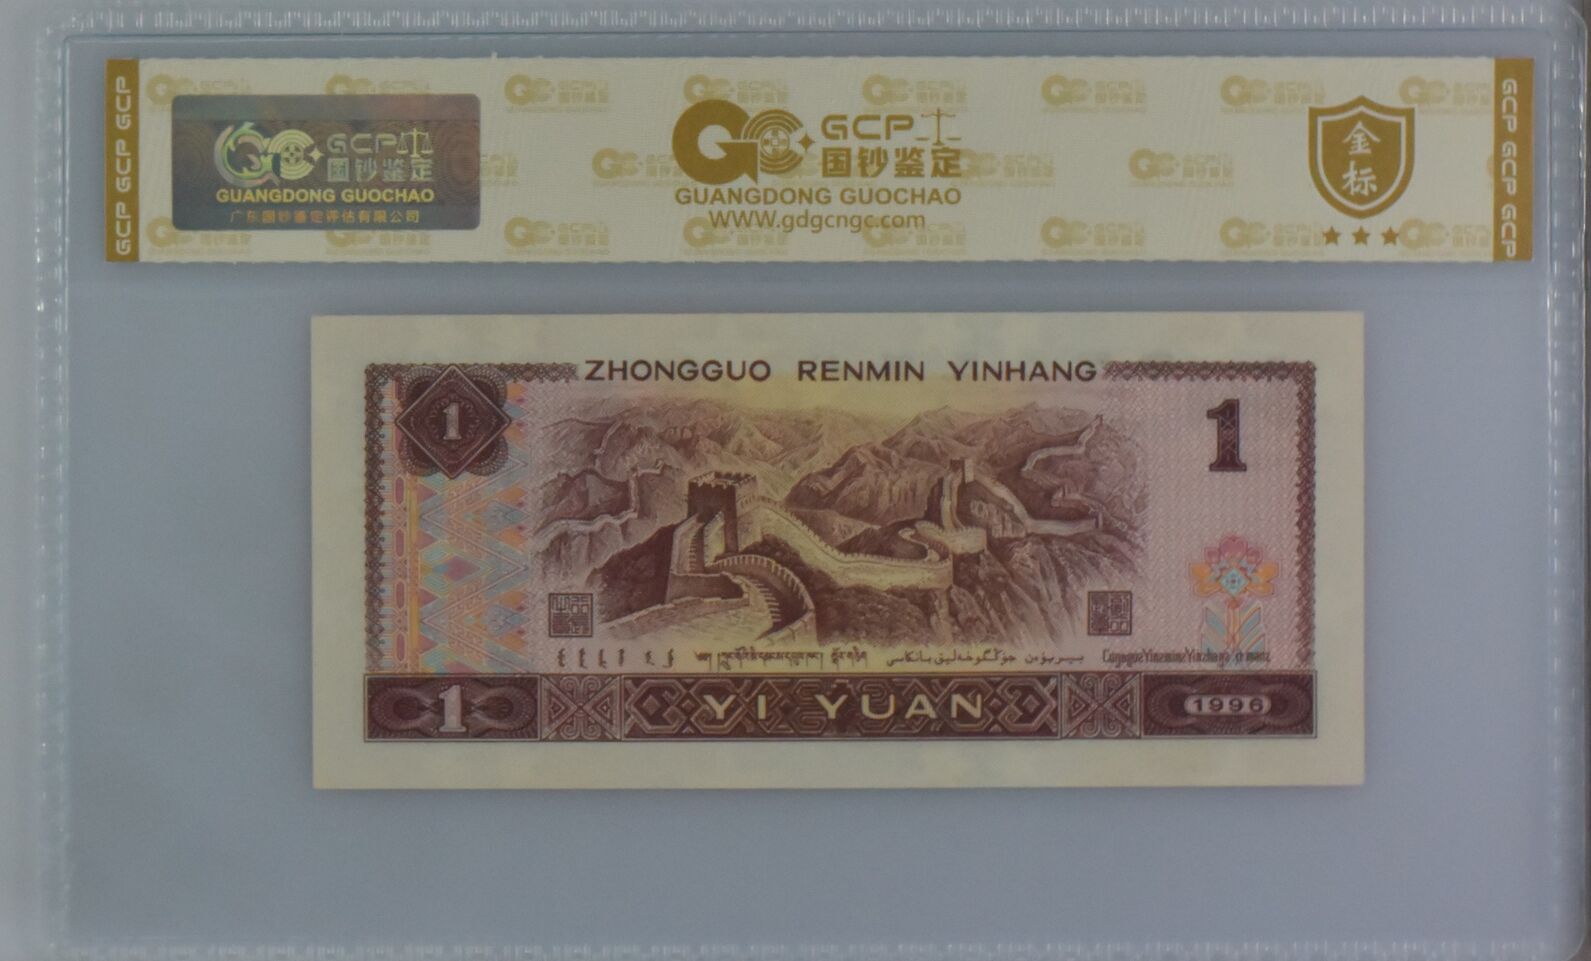 GCP GCP GCP
GCP
国钞鉴定
GUANGDONG GUOCHAO
广东国钞鉴定评估有限公司
GCP
国钞鉴定
GUANGDONG GUOCHAO
WWW.gdgcngc.com
金标
GCP GCP GCP
ZHONGGUO RENMIN YINHANG
1
1
1
YI YUAN
1996